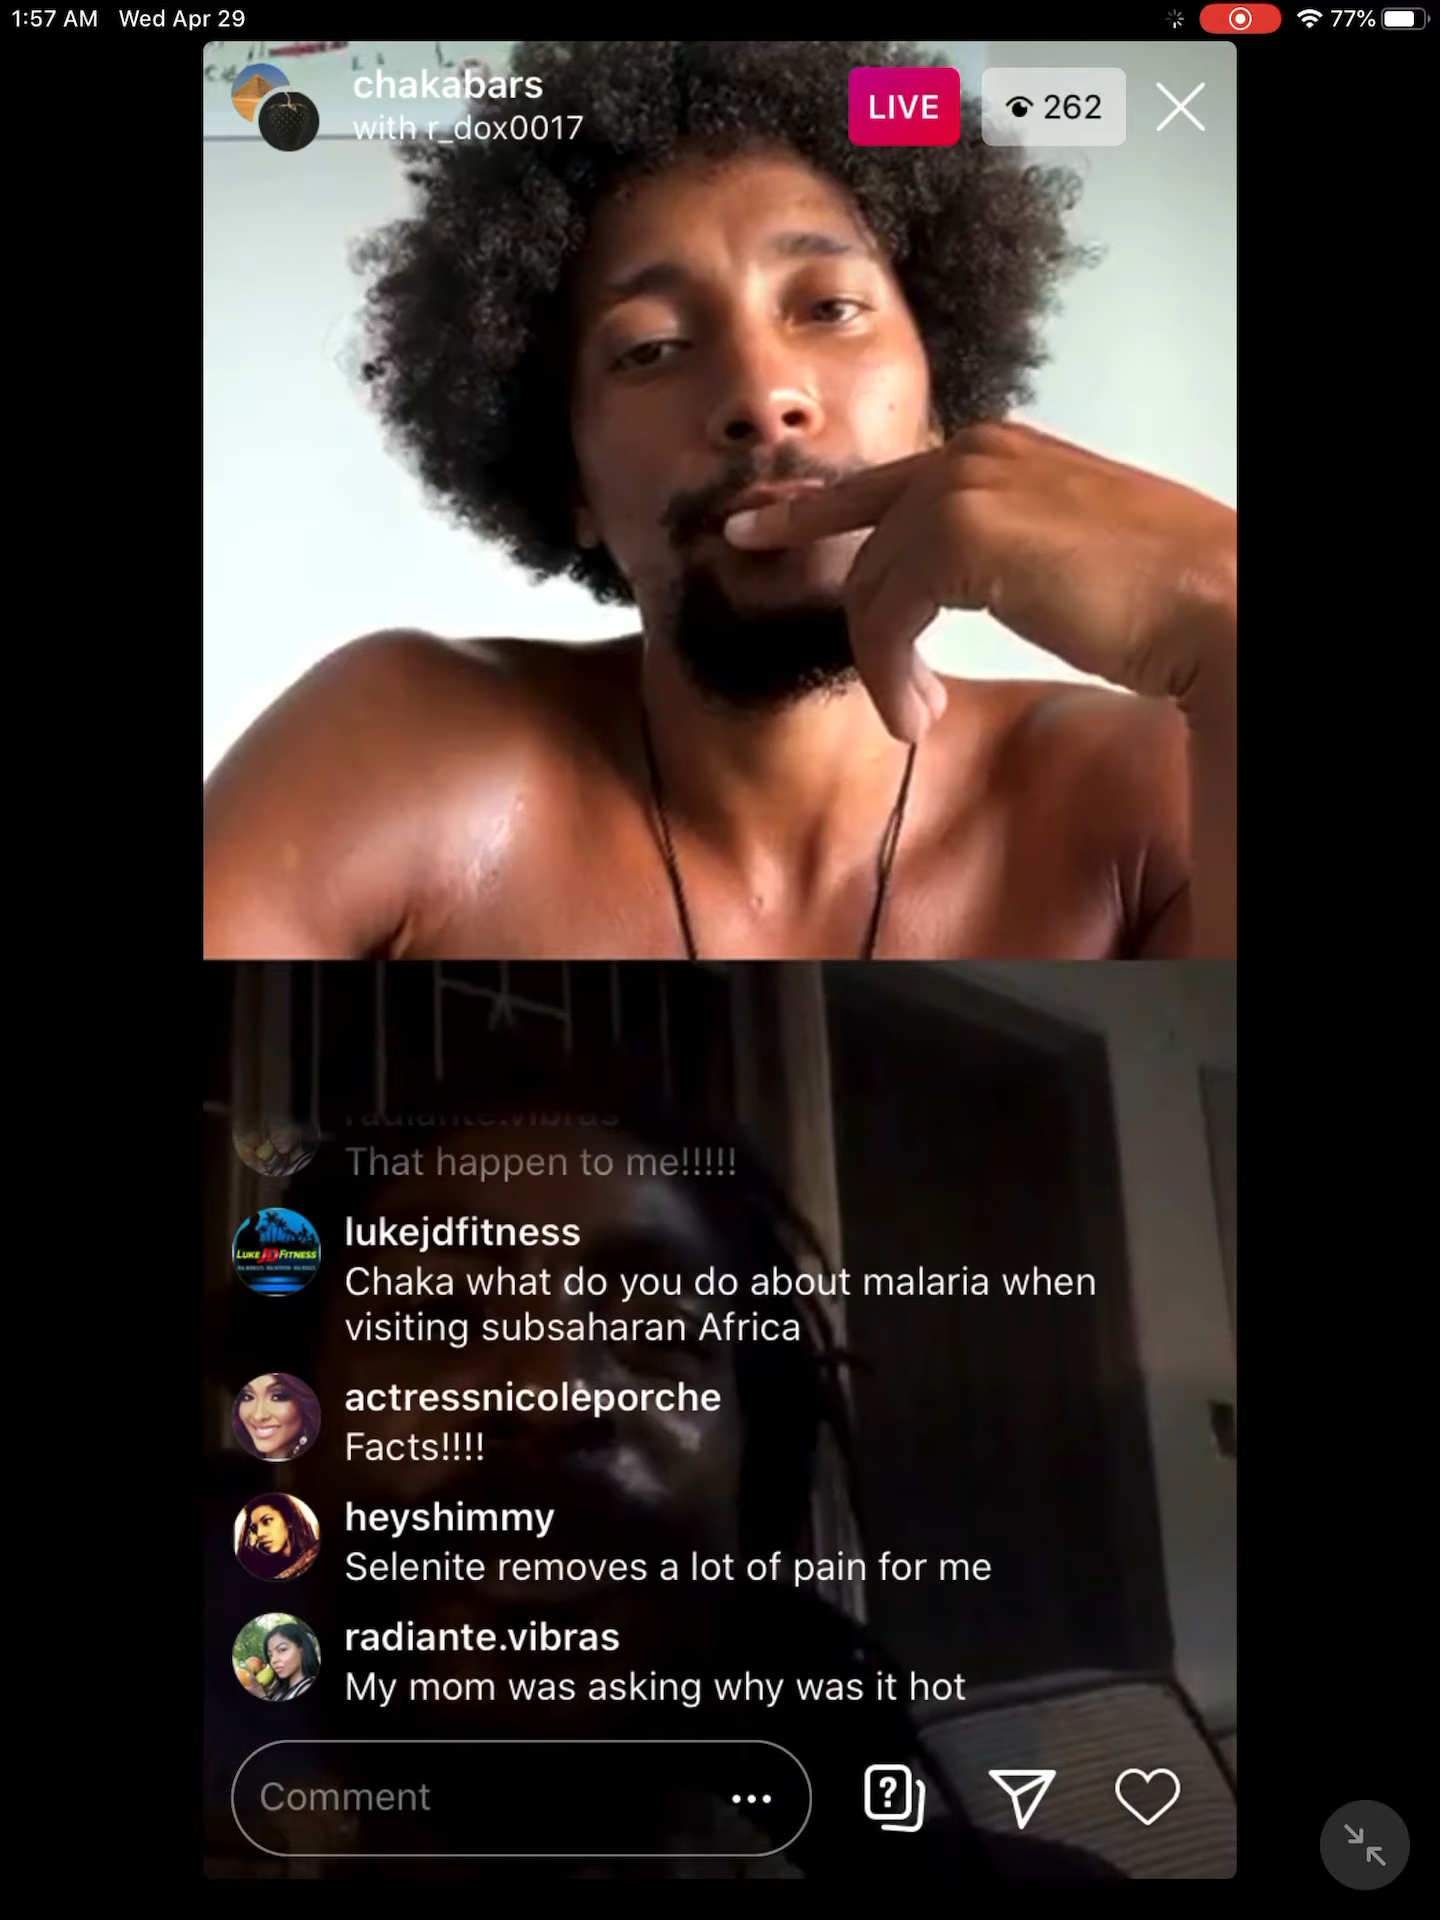 1:57 AM Wed Apr 29
77%
chakabars
with r_dox0017
LIVE
262
radiante.vibras
That happen to me!!!!!
lukejdfitness
LUKE JD FITNESS
Chaka what do you do about malaria when
visiting subsaharan Africa
actressnicoleporche
Facts!!!!
heyshimmy
Selenite removes a lot of pain for me
radiante.vibras
My mom was asking why was it hot
Comment